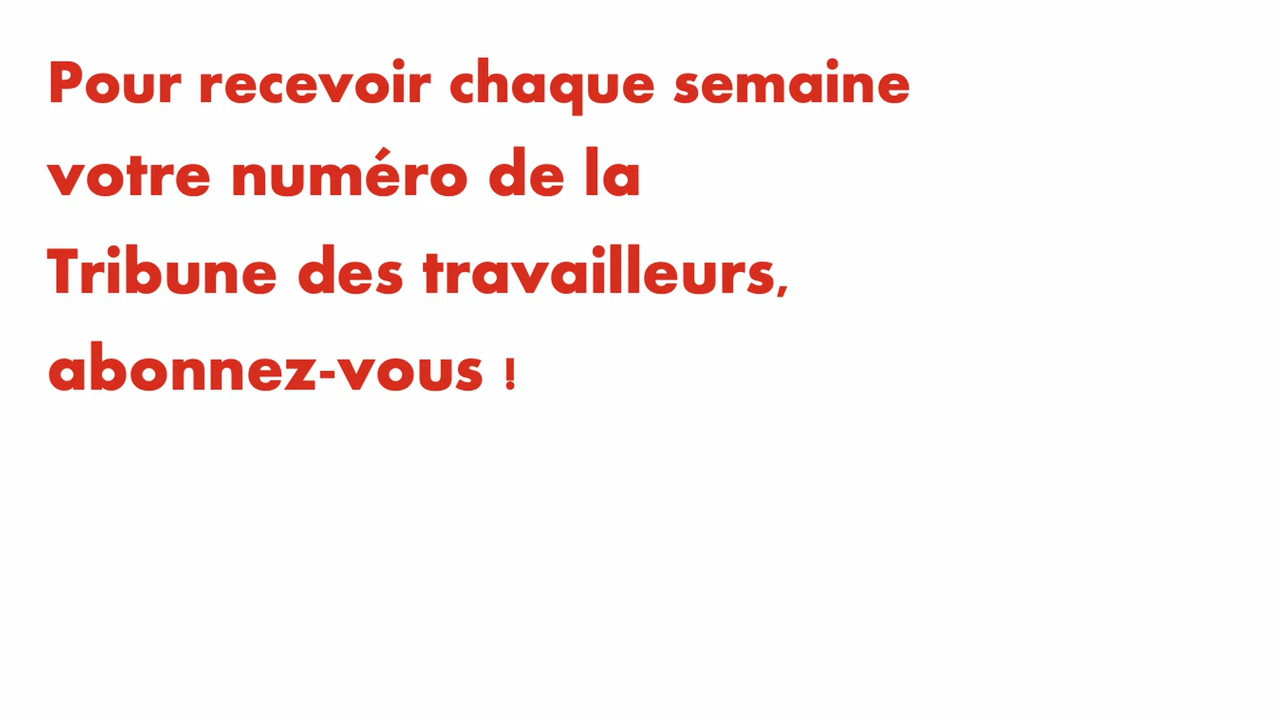 Pour recevoir chaque semaine
votre numéro de la
Tribune des travailleurs,
abonnez-vous !